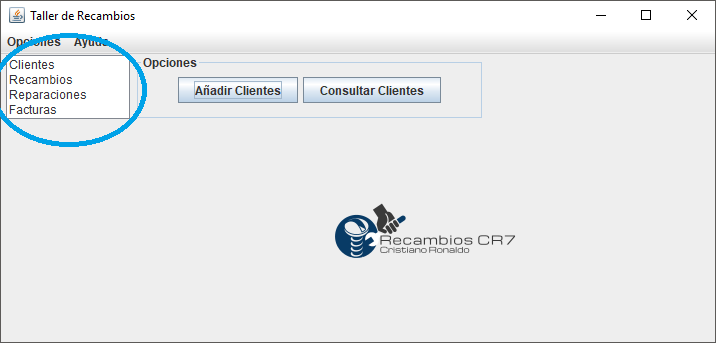 Taller de Recambios
Opciones Ayuda
Clientes
Recambios
Reparaciones
Facturas
Opciones
Añadir Clientes Consultar Clientes
Recambios CR7
Cristiano Ronaldo